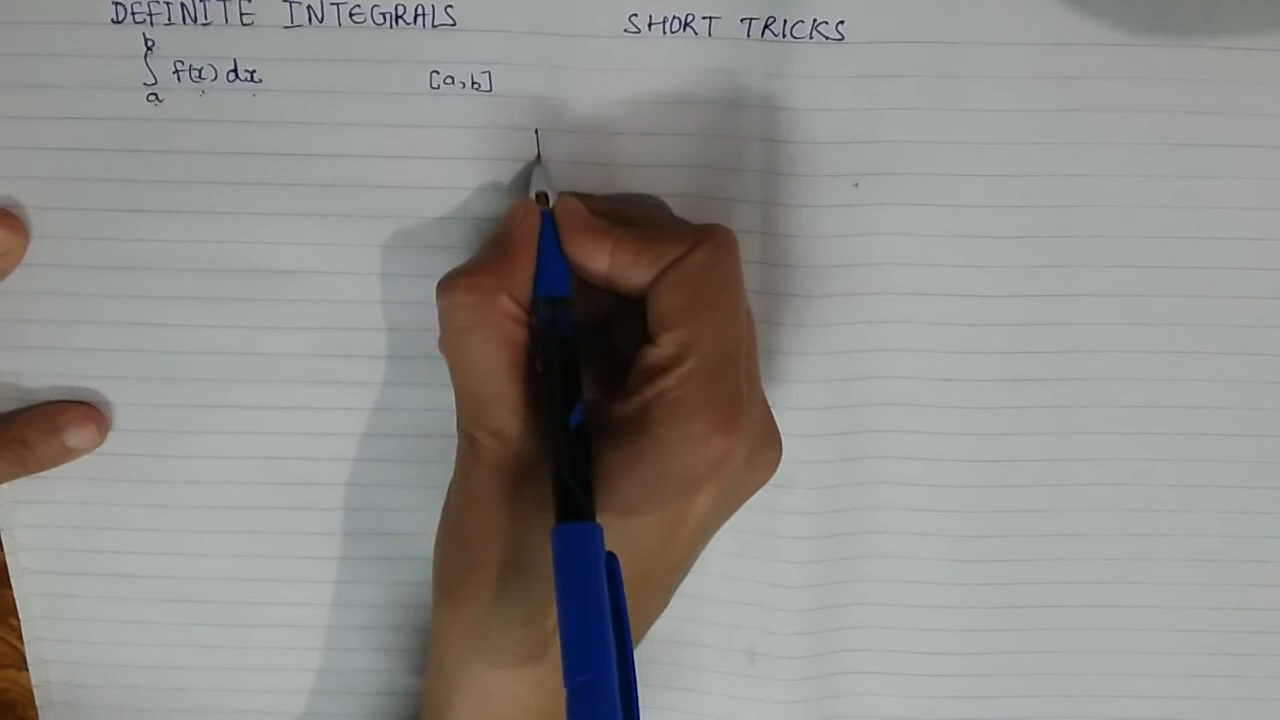 DEFINITE INTEGRALS SHORT TRICKS
∫ₐᵇ f(x) dx [a,b]